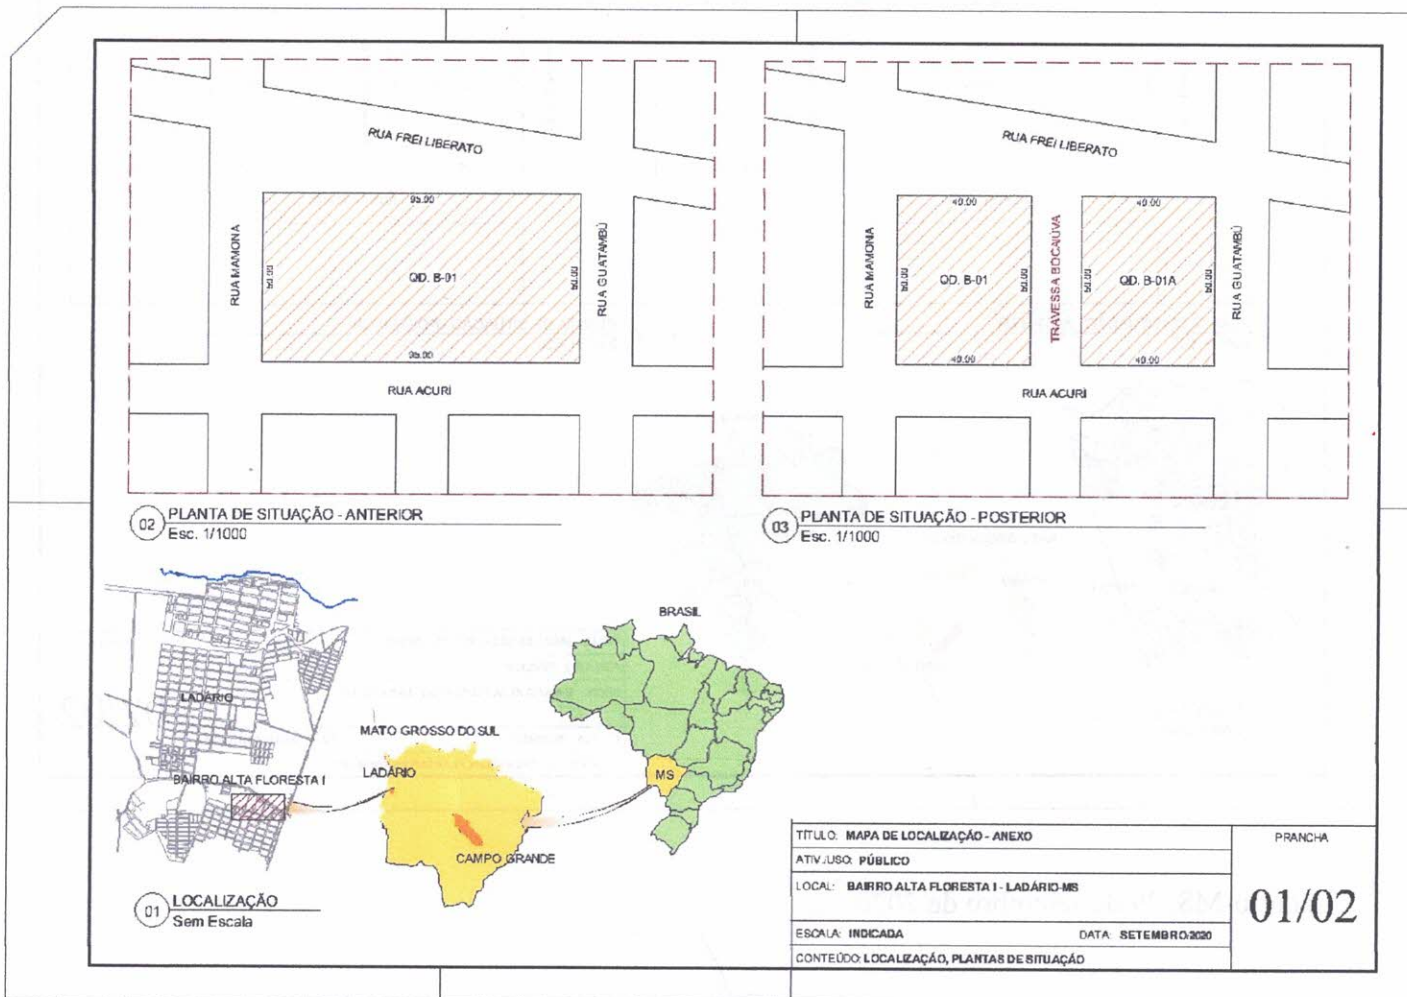 RUA FREI LIBERATO
95.00
RUA MAMONA
50.00
QD. B-01
50.00
RUA GUATAMBÚ
95.00
RUA ACURÍ
02
PLANTA DE SITUAÇÃO - ANTERIOR
Esc. 1/1000
RUA FREI LIBERATO
40.00
40.00
RUA MAMONA
50.00
QD. B-01
50.00
TRAVESSA BOCAIÚVA
50.00
QD. B-01A
50.00
RUA GUATAMBÚ
40.00
40.00
RUA ACURÍ
03
PLANTA DE SITUAÇÃO - POSTERIOR
Esc. 1/1000
LADÁRIO
BAIRRO ALTA FLORESTA I
MATO GROSSO DO SUL
LADÁRIO
CAMPO GRANDE
BRASIL
MS
01
LOCALIZAÇÃO
Sem Escala
TÍTULO: MAPA DE LOCALIZAÇÃO - ANEXO
ATIV./USO: PÚBLICO
LOCAL: BAIRRO ALTA FLORESTA I - LADÁRIO-MS
ESCALA: INDICADA DATA: SETEMBRO/2020
CONTEÚDO: LOCALIZAÇÃO, PLANTAS DE SITUAÇÃO
PRANCHA
01/02